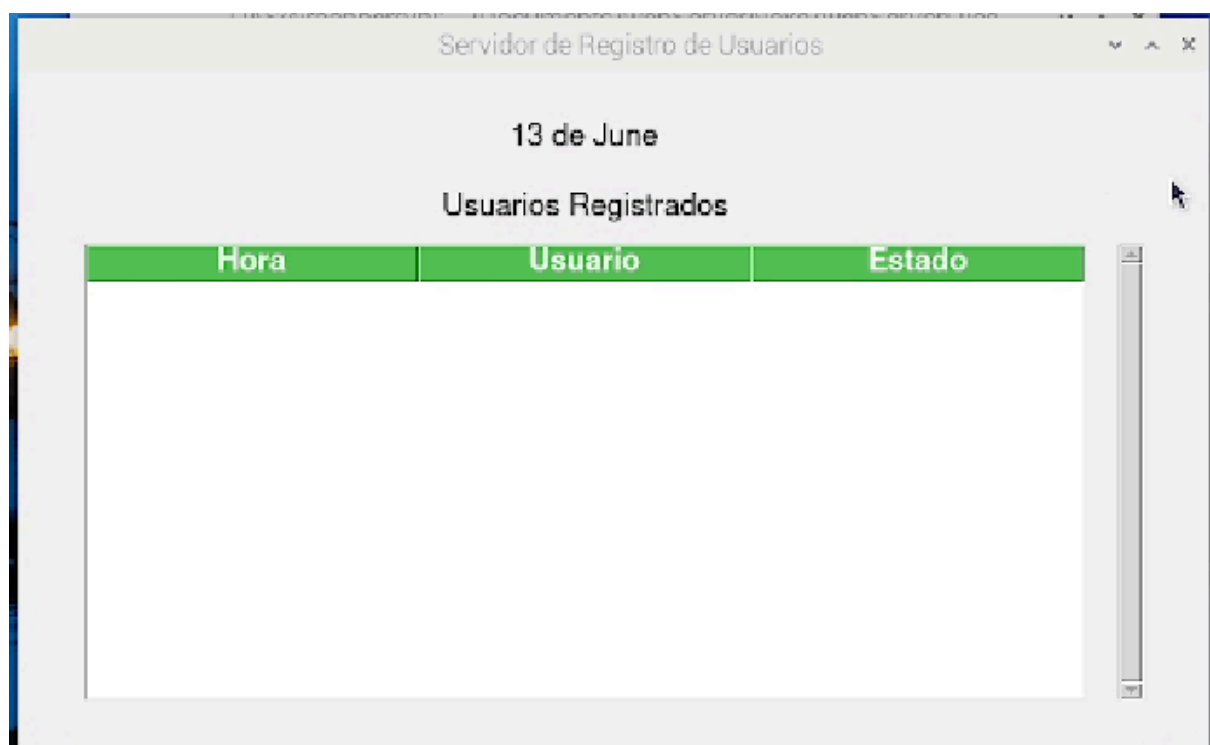 Servidor de Registro de Usuarios
13 de June
Usuarios Registrados
Hora Usuario Estado